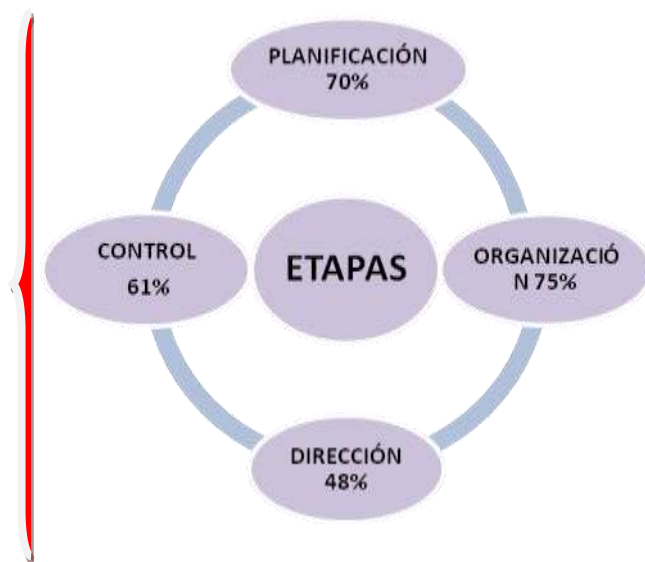 PLANIFICACIÓN
70%
CONTROL
61%
ETAPAS
ORGANIZACIÓ
N 75%
DIRECCIÓN
48%